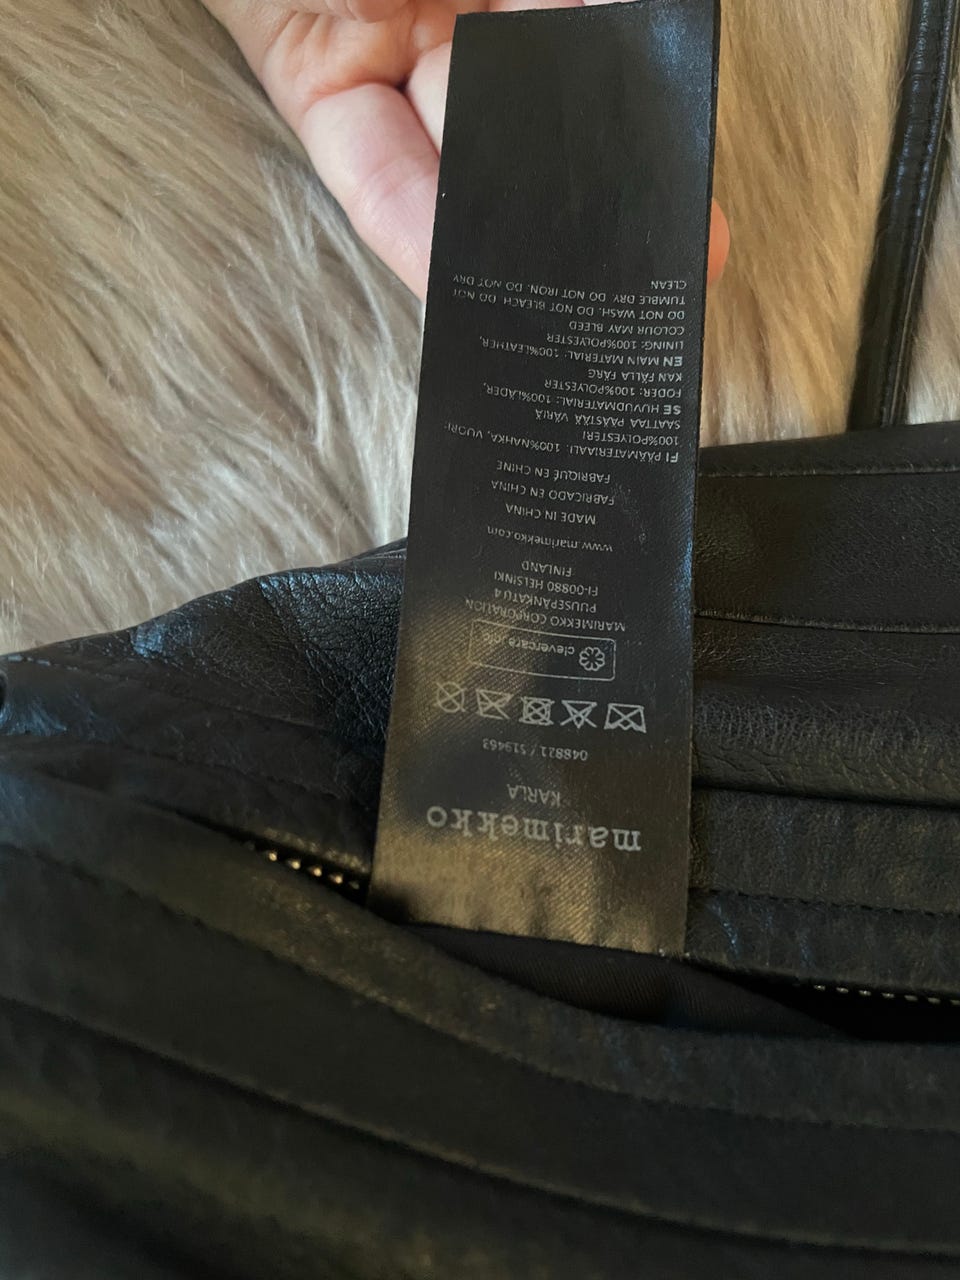 marimekko
KARLA
048821 / 519463
clevercare.info
MARIMEKKO CORPORATION
PUUSEPÄNKATU 4
FI-00880 HELSINKI
FINLAND
www.marimekko.com
MADE IN CHINA
FABRICADO EN CHINA
FABRIQUÉ EN CHINE
FI PÄÄMATERIAALI: 100%NAHKA, VUORI:
100%POLYESTERI
SAATTAA PÄÄSTÄÄ VÄRIÄ
SE HUVUDMATERIAL: 100%LÄDER,
FODER: 100%POLYESTER
KAN FÄLLA FÄRG
EN MAIN MATERIAL: 100%LEATHER,
LINING: 100%POLYESTER
COLOUR MAY BLEED
DO NOT WASH. DO NOT BLEACH. DO NOT
TUMBLE DRY. DO NOT IRON. DO NOT DRY
CLEAN